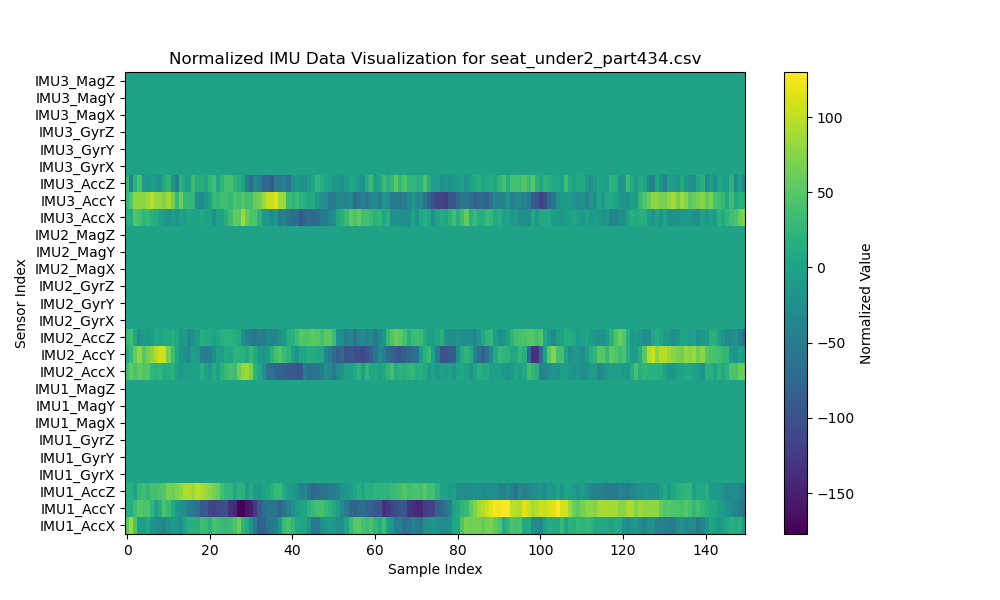 Normalized IMU Data Visualization for seat_under2_part434.csv
IMU3_MagZ
IMU3_MagY
IMU3_MagX
IMU3_GyrZ
IMU3_GyrY
IMU3_GyrX
IMU3_AccZ
IMU3_AccY
IMU3_AccX
IMU2_MagZ
IMU2_MagY
IMU2_MagX
IMU2_GyrZ
IMU2_GyrY
IMU2_GyrX
IMU2_AccZ
IMU2_AccY
IMU2_AccX
IMU1_MagZ
IMU1_MagY
IMU1_MagX
IMU1_GyrZ
IMU1_GyrY
IMU1_GyrX
IMU1_AccZ
IMU1_AccY
IMU1_AccX
Sensor Index
0 20 40 60 80 100 120 140
Sample Index
100
50
0
−50
−100
−150
Normalized Value